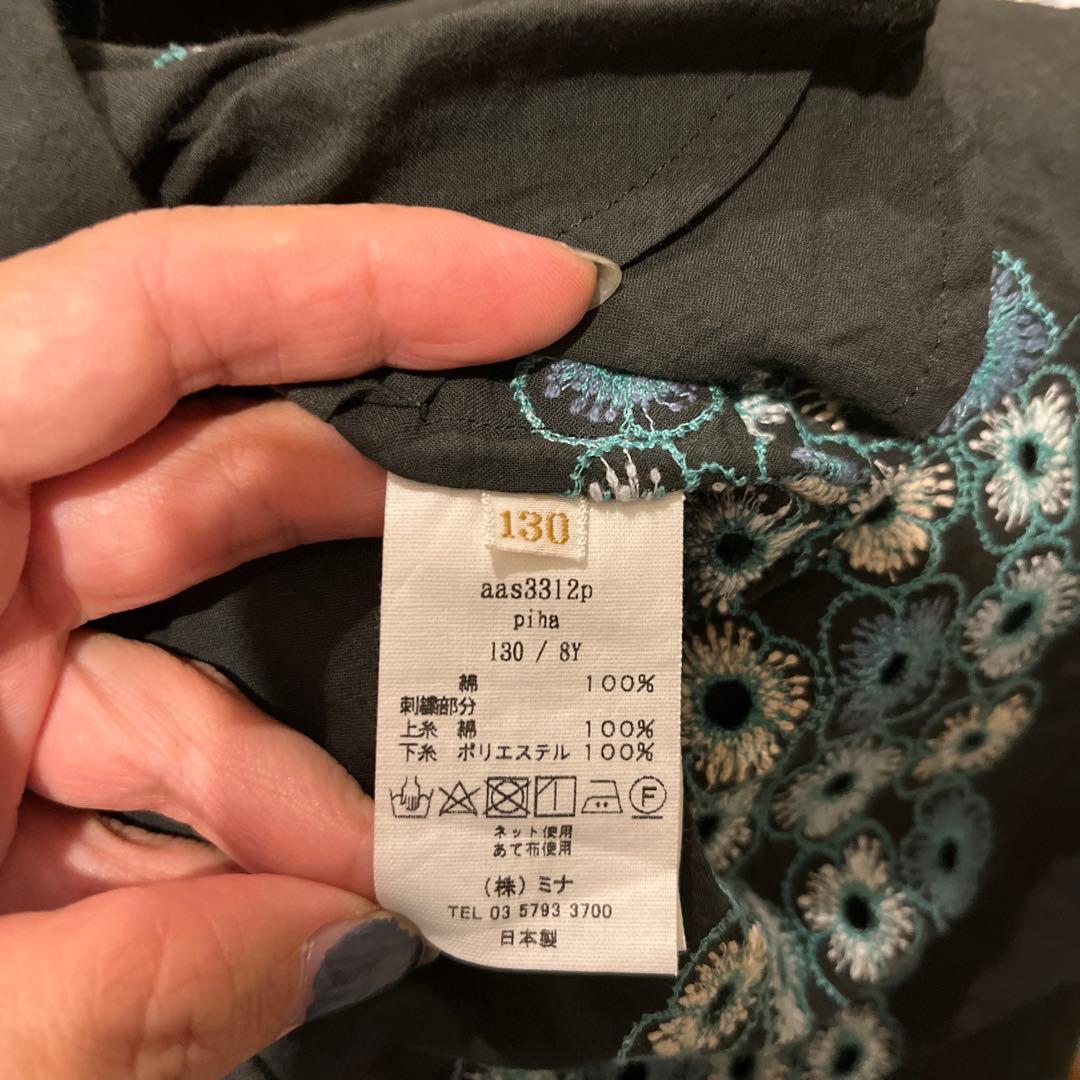 130
aas3312p
piha
130 / 8Y
綿 100%
刺繍部分
上糸 綿 100%
下糸 ポリエステル 100%
F
ネット使用
あて布使用
(株)ミナ
TEL 03 5793 3700
日本製